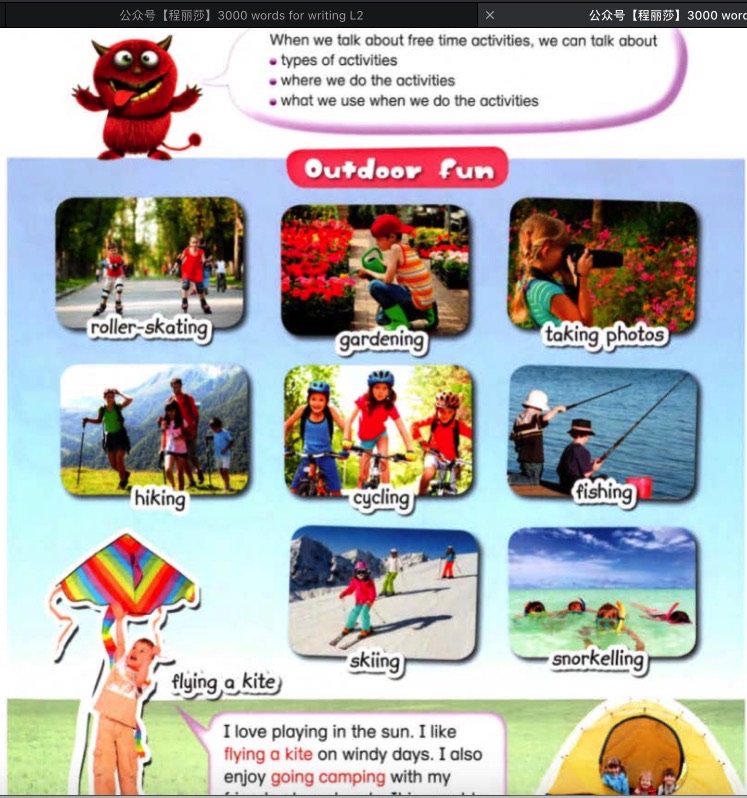 公众号【程丽莎】3000 words for writing L2
公众号【程丽莎】3000 word
When we talk about free time activities, we can talk about
• types of activities
• where we do the activities
• what we use when we do the activities
Outdoor fun
roller-skating
gardening
taking photos
hiking
cycling
fishing
flying a kite
skiing
snorkelling
I love playing in the sun. I like
flying a kite on windy days. I also
enjoy going camping with my